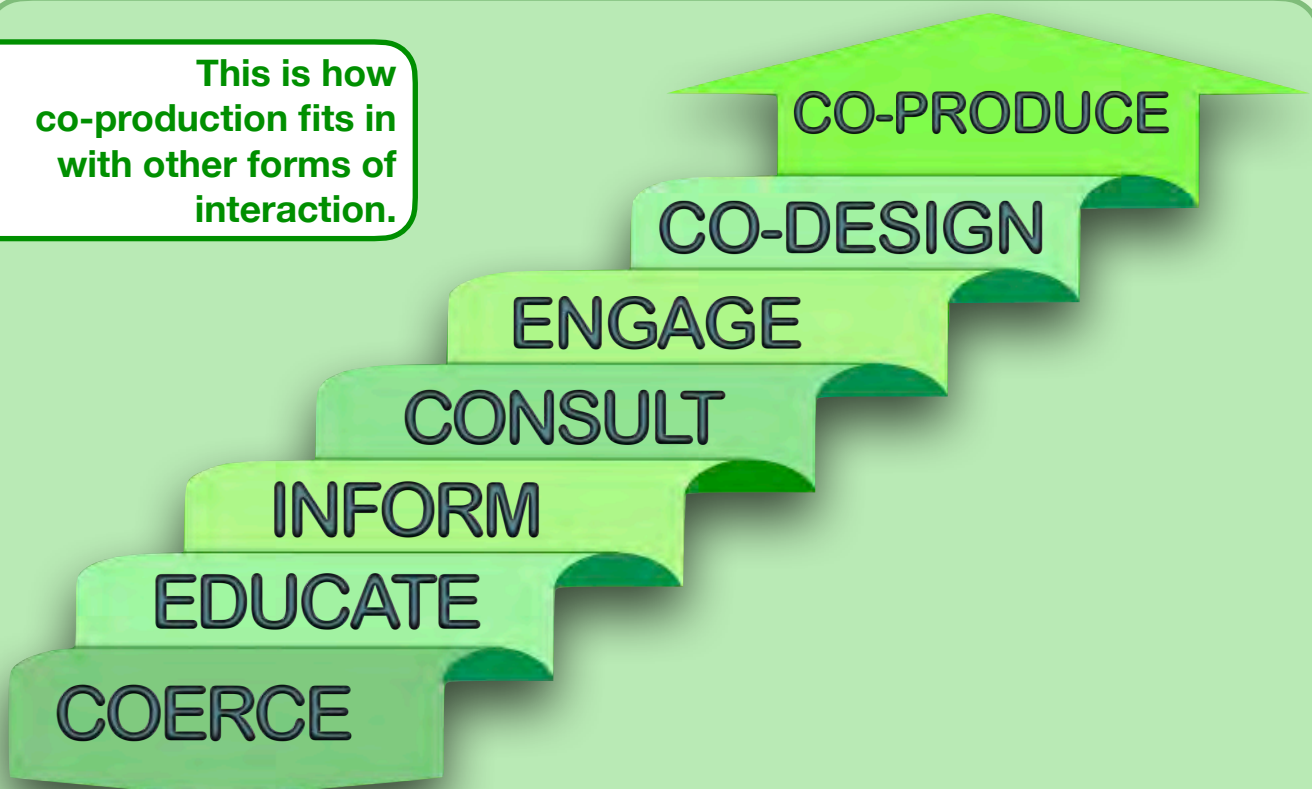 This is how
co-production fits in
with other forms of
interaction.
CO-PRODUCE
CO-DESIGN
ENGAGE
CONSULT
INFORM
EDUCATE
COERCE